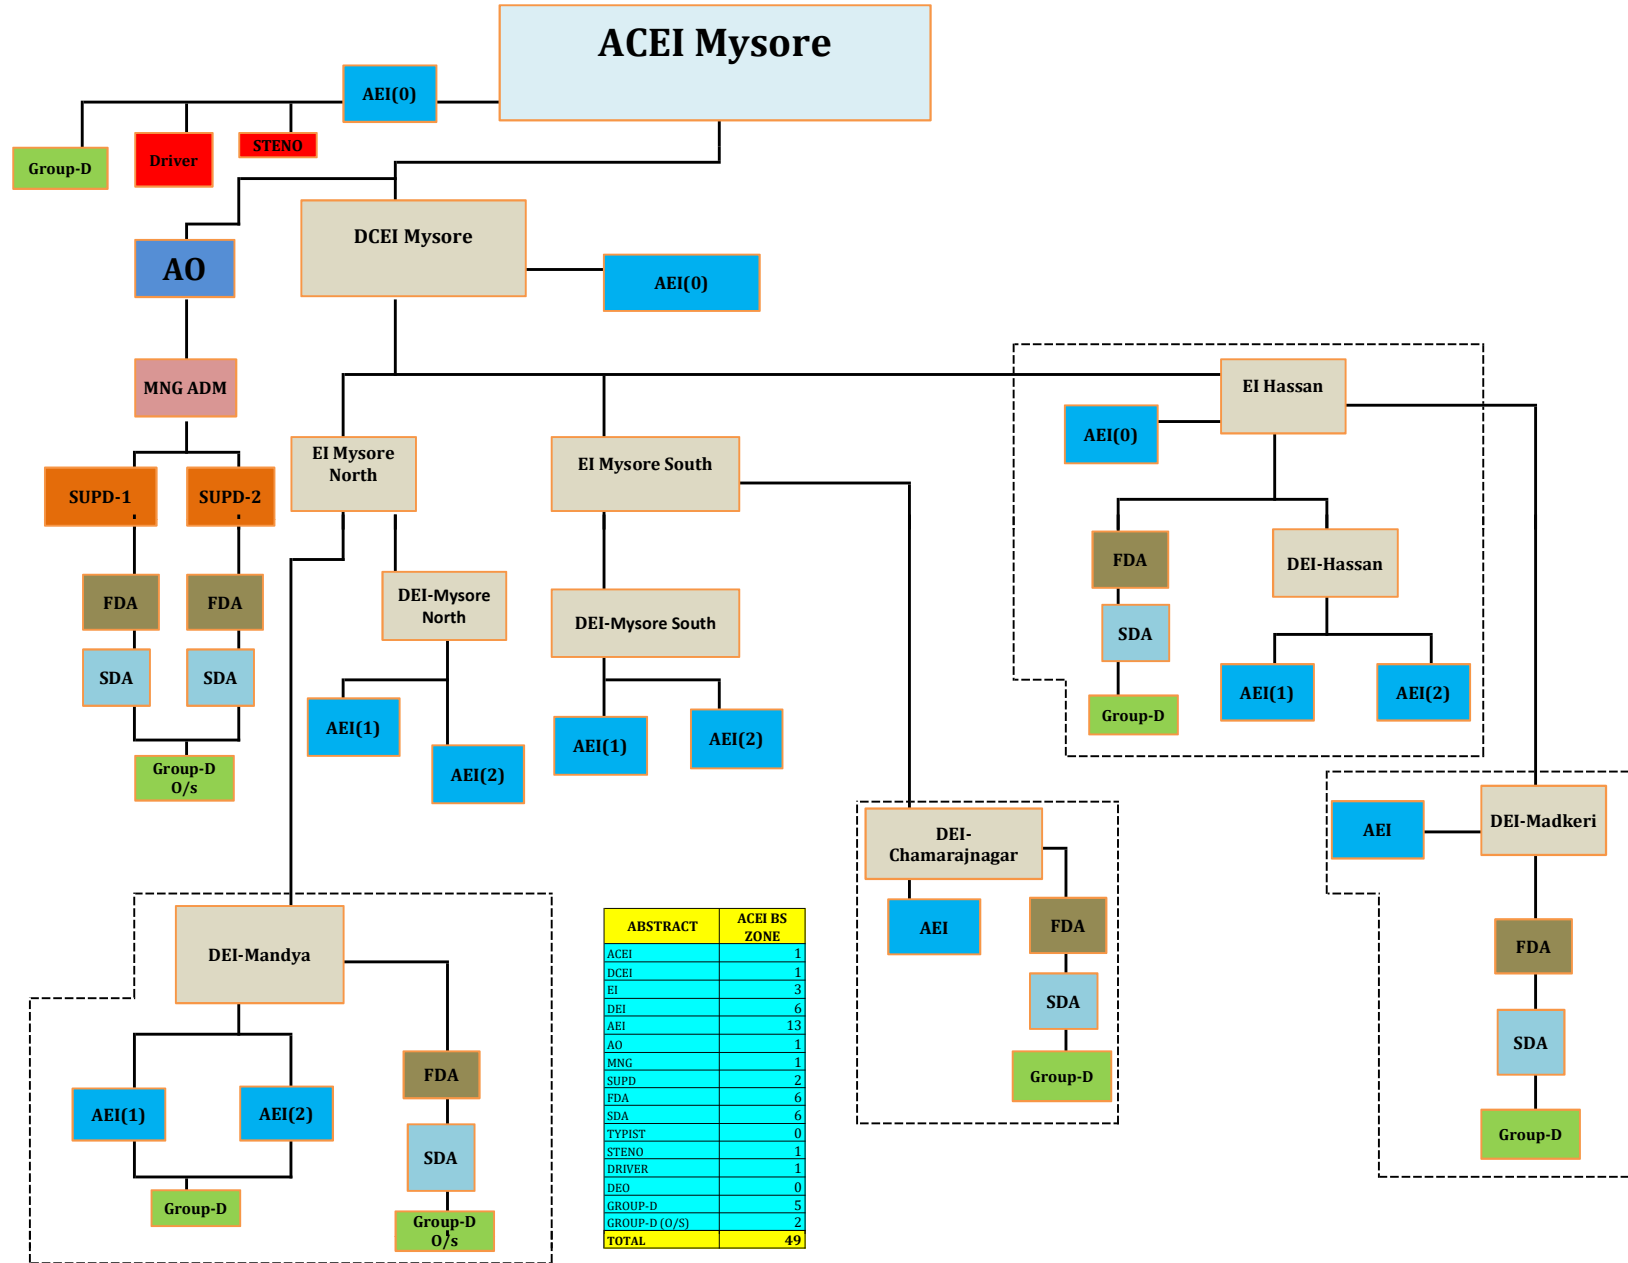 ACEI Mysore
AEI(0)
Group-D
Driver
STENO
DCEI Mysore
AO
AEI(0)
MNG ADM
EI Hassan
AEI(0)
EI Mysore
North
EI Mysore South
SUPD-1
SUPD-2
FDA
DEI-Hassan
FDA
FDA
DEI-Mysore
North
DEI-Mysore South
SDA
SDA
SDA
AEI(1)
AEI(2)
Group-D
AEI(1)
AEI(1)
AEI(2)
AEI(2)
Group-D
O/s
DEI-Madkeri
AEI
DEI-
Chamarajnagar
AEI
FDA
FDA
DEI-Mandya
SDA
SDA
Group-D
Group-D
FDA
AEI(1)
AEI(2)
SDA
Group-D
Group-D
O/s
ABSTRACT ACEI BS
ZONE
ACEI 1
DCEI 1
EI 3
DEI 6
AEI 13
AO 1
MNG 1
SUPD 2
FDA 6
SDA 6
TYPIST 0
STENO 1
DRIVER 1
DEO 0
GROUP-D 5
GROUP-D (O/S) 2
TOTAL 49